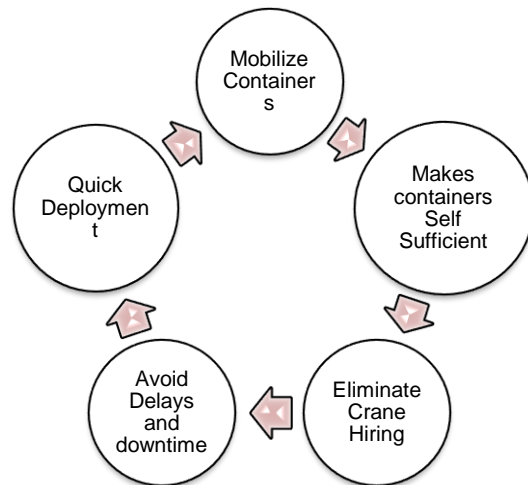 Mobilize
Container
s
Makes
containers
Self
Sufficient
Eliminate
Crane
Hiring
Avoid
Delays
and
downtime
Quick
Deploymen
t